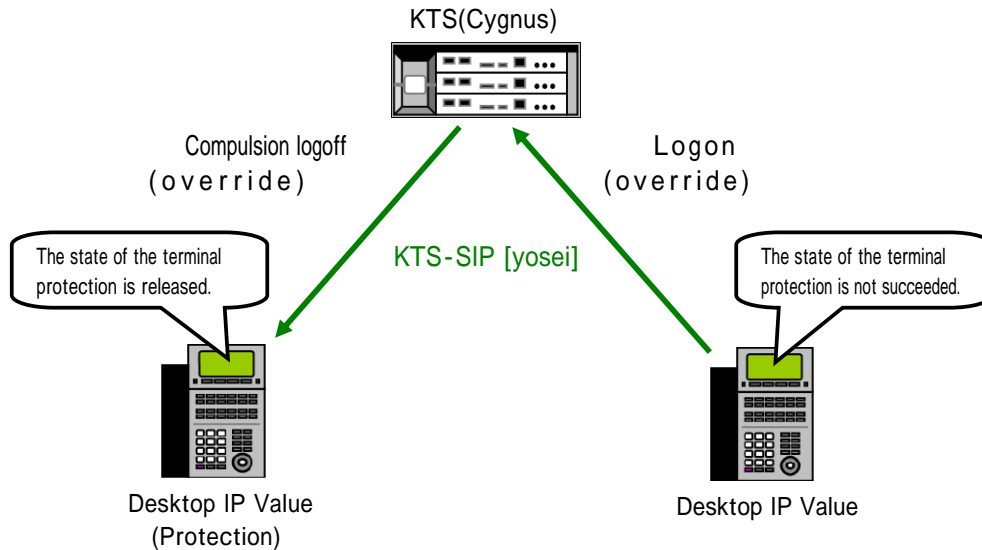 KTS(Cygnus)
Compulsion logoff
(override)
Logon
(override)
The state of the terminal
protection is released.
KTS-SIP [yosei]
The state of the terminal
protection is not succeeded.
Desktop IP Value
(Protection)
Desktop IP Value